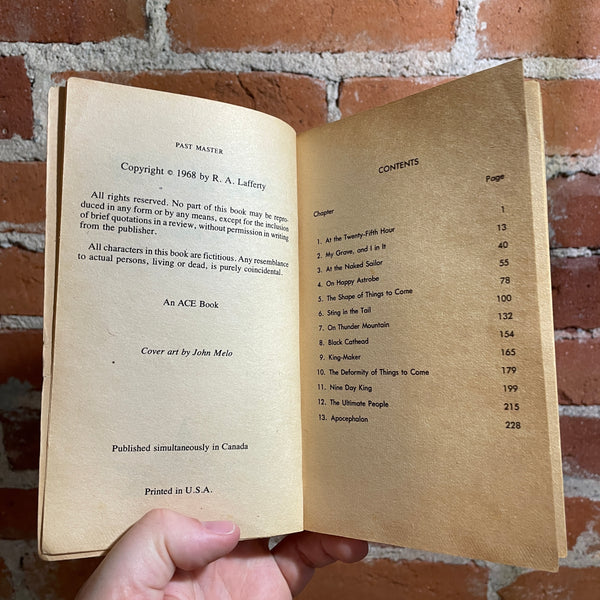 PAST MASTER
Copyright © 1968 by R. A. Lafferty
All rights reserved. No part of this book may be repro-
duced in any form or by any means, except for the inclusion
of brief quotations in a review, without permission in writing
from the publisher.
All characters in this book are fictitious. Any resemblance
to actual persons, living or dead, is purely coincidental.
An ACE Book
Cover art by John Melo
Published simultaneously in Canada
Printed in U.S.A.
CONTENTS
Chapter Page
1. At the Twenty-Fifth Hour 1
2. My Grave, and I in It 13
3. At the Naked Sailor 40
4. On Happy Astrobe 55
5. The Shape of Things to Come 78
6. Sting in the Tail 100
7. On Thunder Mountain 132
8. Black Cathead 154
9. King-Maker 165
10. The Deformity of Things to Come 179
11. Nine Day King 199
12. The Ultimate People 215
13. Apocephalon 228